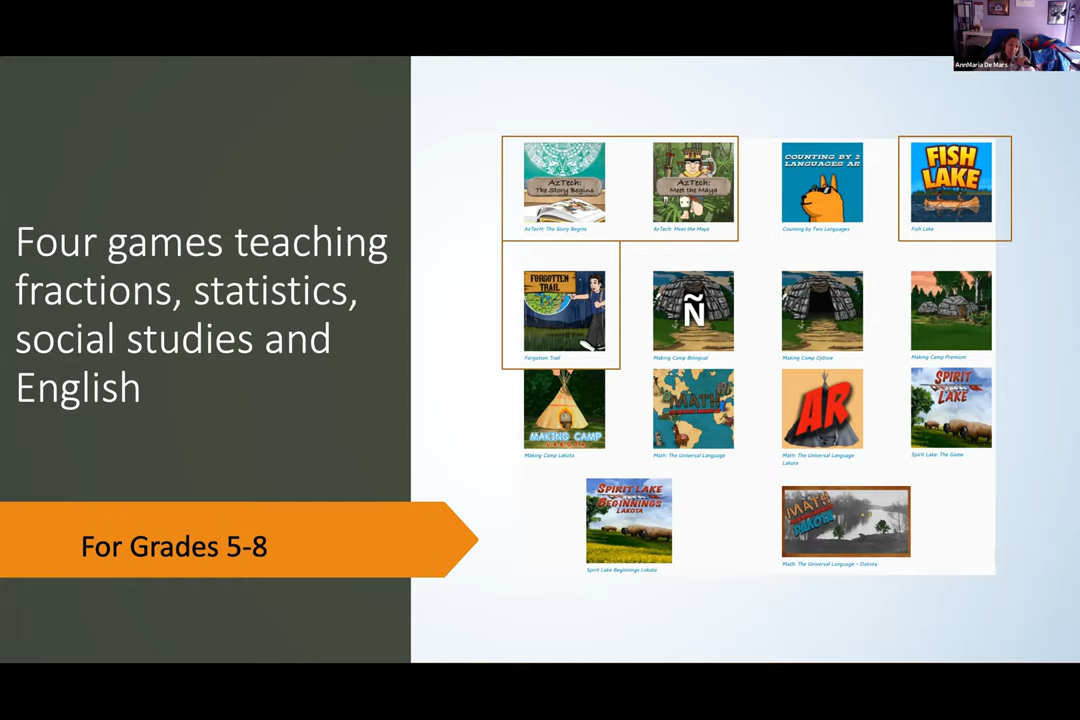 AnnMaria De Mars
Four games teaching
fractions, statistics,
social studies and
English
For Grades 5-8
AzTech:
The Story Begins
AzTech: The Story Begins
AzTech:
Meet the Maya
AzTech: Meet the Maya
COUNTING BY 2
LANGUAGES AR
Counting by Two Languages
FISH
LAKE
Fish Lake
FORGOTTEN
TRAIL
Forgotten Trail
Ñ
Making Camp Bilingual
Making Camp Ojibwe
Making Camp Premium
MAKING CAMP
LAKOTA
Making Camp Lakota
MATH
Math: The Universal Language
AR
Math: The Universal Language
Lakota
SPIRIT
LAKE
Spirit Lake: The Game
SPIRIT LAKE
BEGINNINGS
LAKOTA
Spirit Lake Beginnings Lakota
MATH
DAKOTA
Math: The Universal Language - Dakota